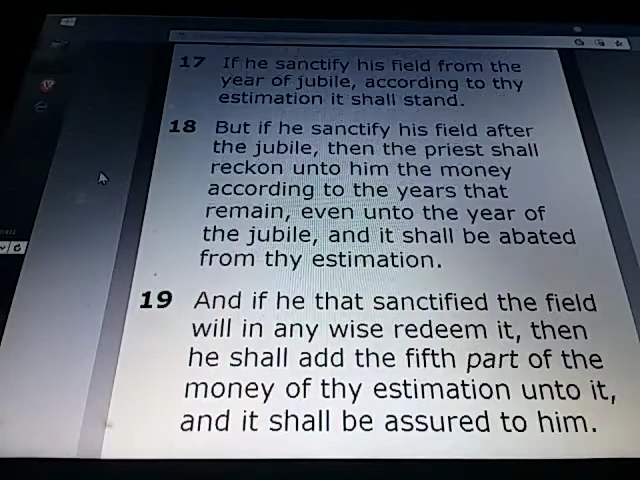 17 If he sanctify his field from the
year of jubile, according to thy
estimation it shall stand.
18 But if he sanctify his field after
the jubile, then the priest shall
reckon unto him the money
according to the years that
remain, even unto the year of
the jubile, and it shall be abated
from thy estimation.
19 And if he that sanctified the field
will in any wise redeem it, then
he shall add the fifth part of the
money of thy estimation unto it,
and it shall be assured to him.